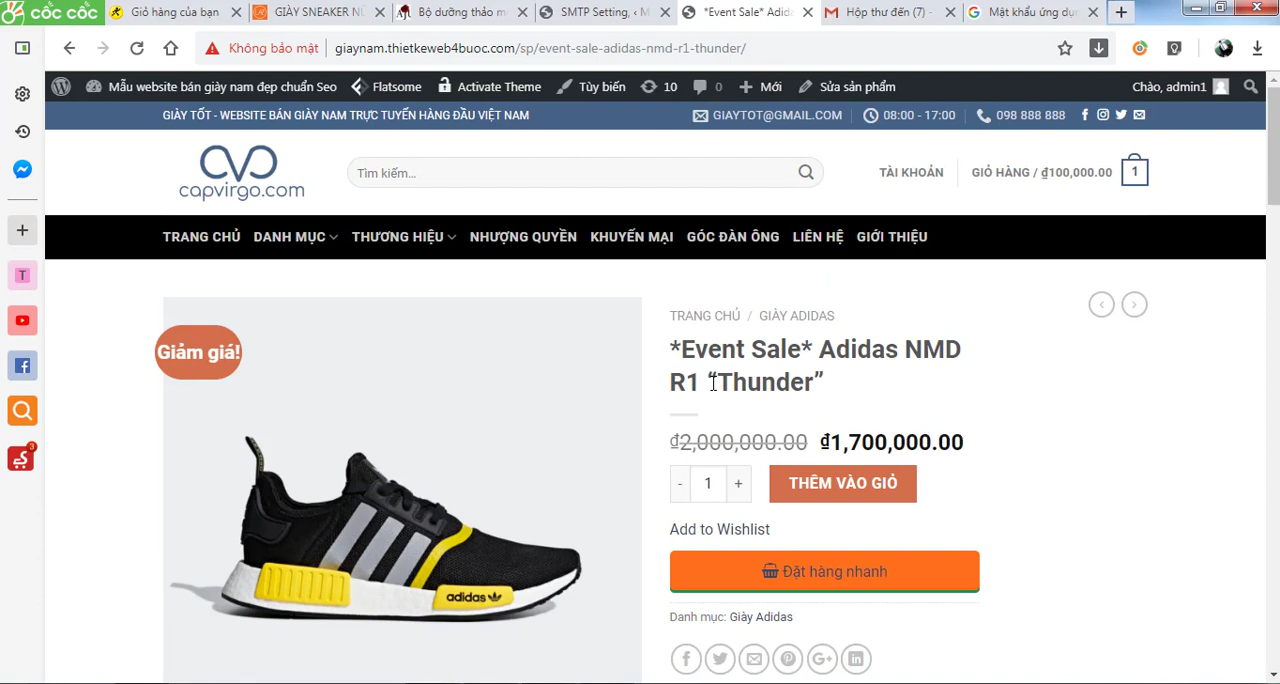 cốc cốc
Giỏ hàng của bạn
GIÀY SNEAKER NỮ
Bộ dưỡng thảo m
SMTP Setting, ‹ M
*Event Sale* Adida
Hộp thư đến (7) -
Mật khẩu ứng dụ
Không bảo mật
giaynam.thietkeweb4buoc.com/sp/event-sale-adidas-nmd-r1-thunder/
Mẫu website bán giày nam đẹp chuẩn Seo
Flatsome
Activate Theme
Tùy biến
10
0
Mới
Sửa sản phẩm
Chào, admin1
GIÀY TỐT - WEBSITE BÁN GIÀY NAM TRỰC TUYẾN HÀNG ĐẦU VIỆT NAM
GIAYTOT@GMAIL.COM
08:00 - 17:00
098 888 888
capvirgo.com
Tìm kiếm...
TÀI KHOẢN
GIỎ HÀNG / ₫100,000.00
1
TRANG CHỦ
DANH MỤC
THƯƠNG HIỆU
NHƯỢNG QUYỀN
KHUYẾN MẠI
GÓC ĐÀN ÔNG
LIÊN HỆ
GIỚI THIỆU
T
3
Giảm giá!
adidas
TRANG CHỦ / GIÀY ADIDAS
*Event Sale* Adidas NMD
R1 “Thunder”
₫2,000,000.00 ₫1,700,000.00
- 1 +
THÊM VÀO GIỎ
Add to Wishlist
Đặt hàng nhanh
Danh mục: Giày Adidas